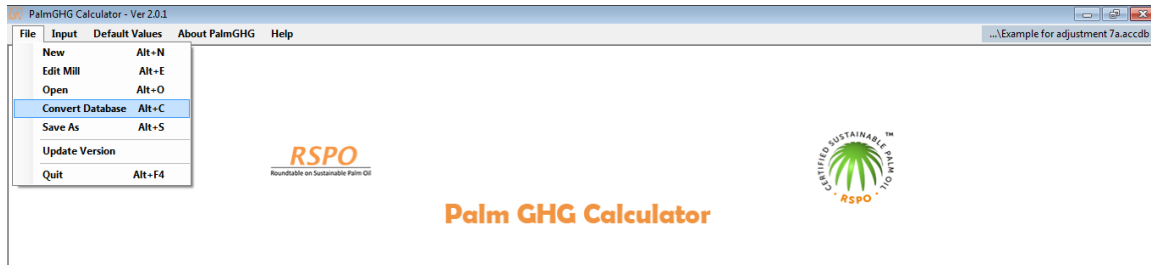 PalmGHG Calculator - Ver 2.0.1
File Input Default Values About PalmGHG Help ...\Example for adjustment 7a.accdb
New Alt+N
Edit Mill Alt+E
Open Alt+O
Convert Database Alt+C
Save As Alt+S
Update Version
Quit Alt+F4
RSPO
Roundtable on Sustainable Palm Oil
CERTIFIED SUSTAINABLE PALM OIL TM
RSPO
Palm GHG Calculator